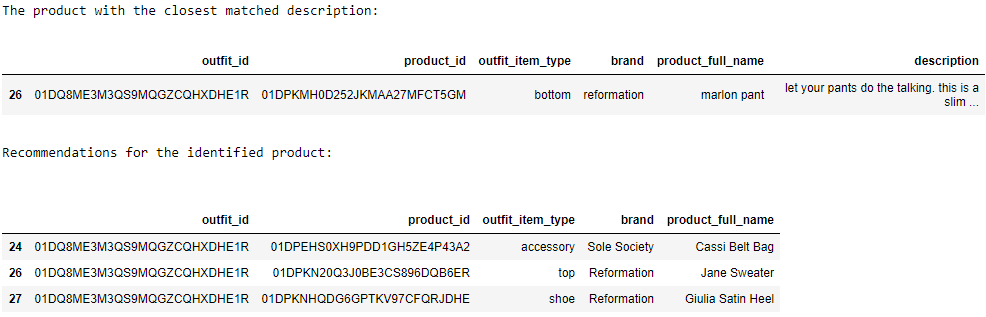 The product with the closest matched description:
outfit_id product_id outfit_item_type brand product_full_name description
26 01DQ8ME3M3QS9MQGZCQHXDHE1R 01DPKMH0D252JKMAA27MFCT5GM bottom reformation marlon pant let your pants do the talking. this is a
slim ...
Recommendations for the identified product:
outfit_id product_id outfit_item_type brand product_full_name
24 01DQ8ME3M3QS9MQGZCQHXDHE1R 01DPEHS0XH9PDD1GH5ZE4P43A2 accessory Sole Society Cassi Belt Bag
26 01DQ8ME3M3QS9MQGZCQHXDHE1R 01DPKN20Q3J0BE3CS896DQB6ER top Reformation Jane Sweater
27 01DQ8ME3M3QS9MQGZCQHXDHE1R 01DPKNHQDG6GPTKV97CFQRJDHE shoe Reformation Giulia Satin Heel